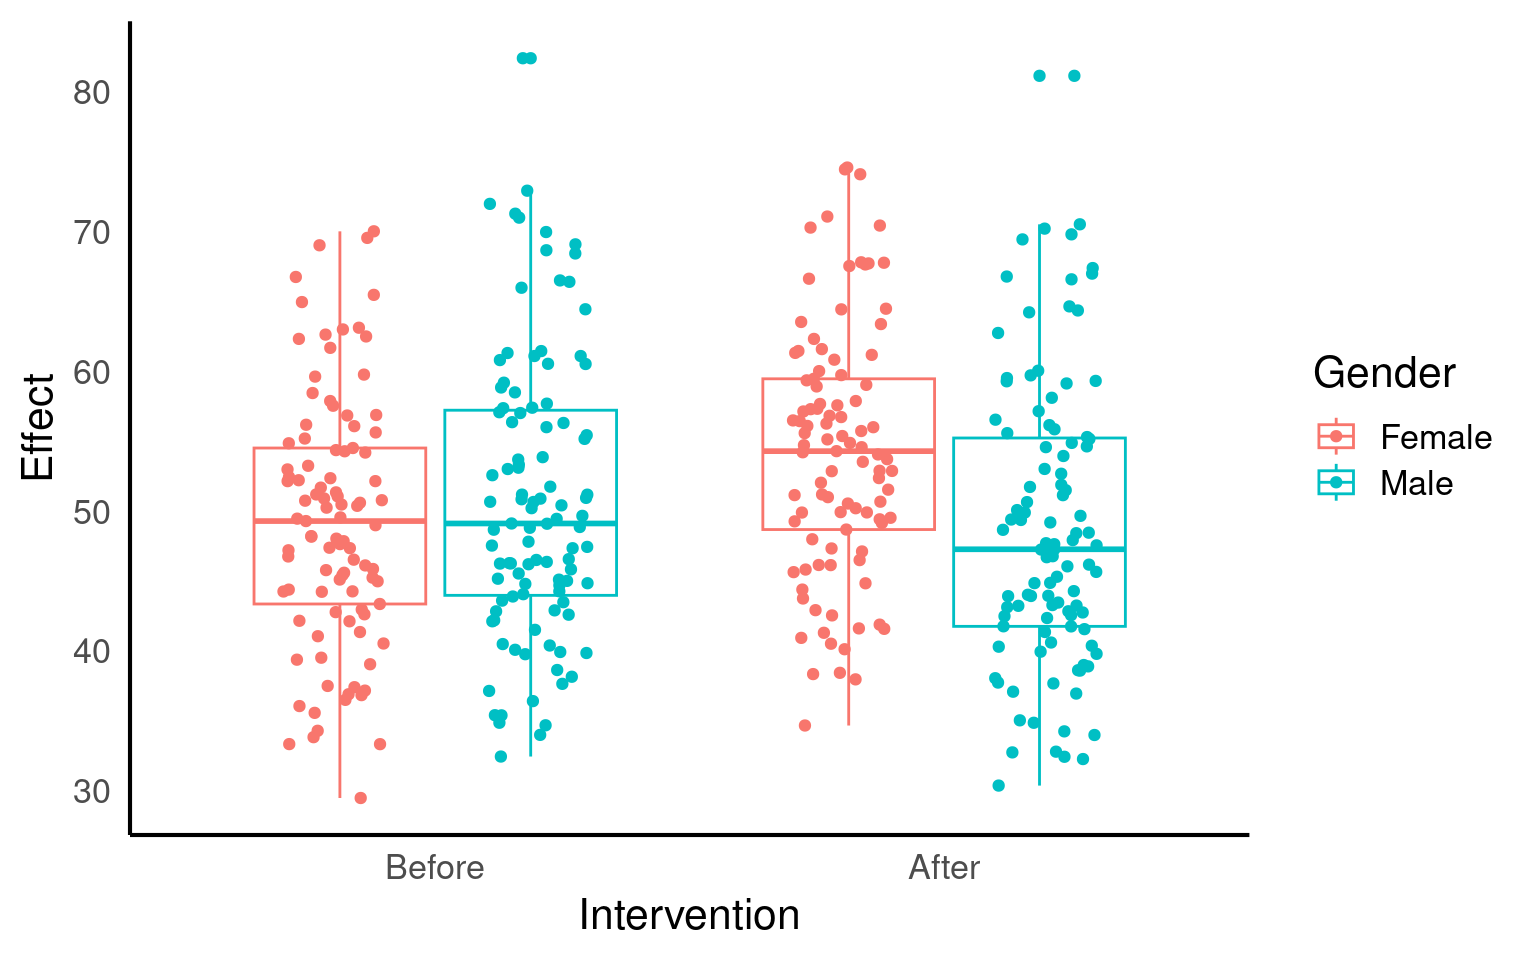 80
70
60
50
40
30
Effect
Before
After
Intervention
Gender
Female
Male